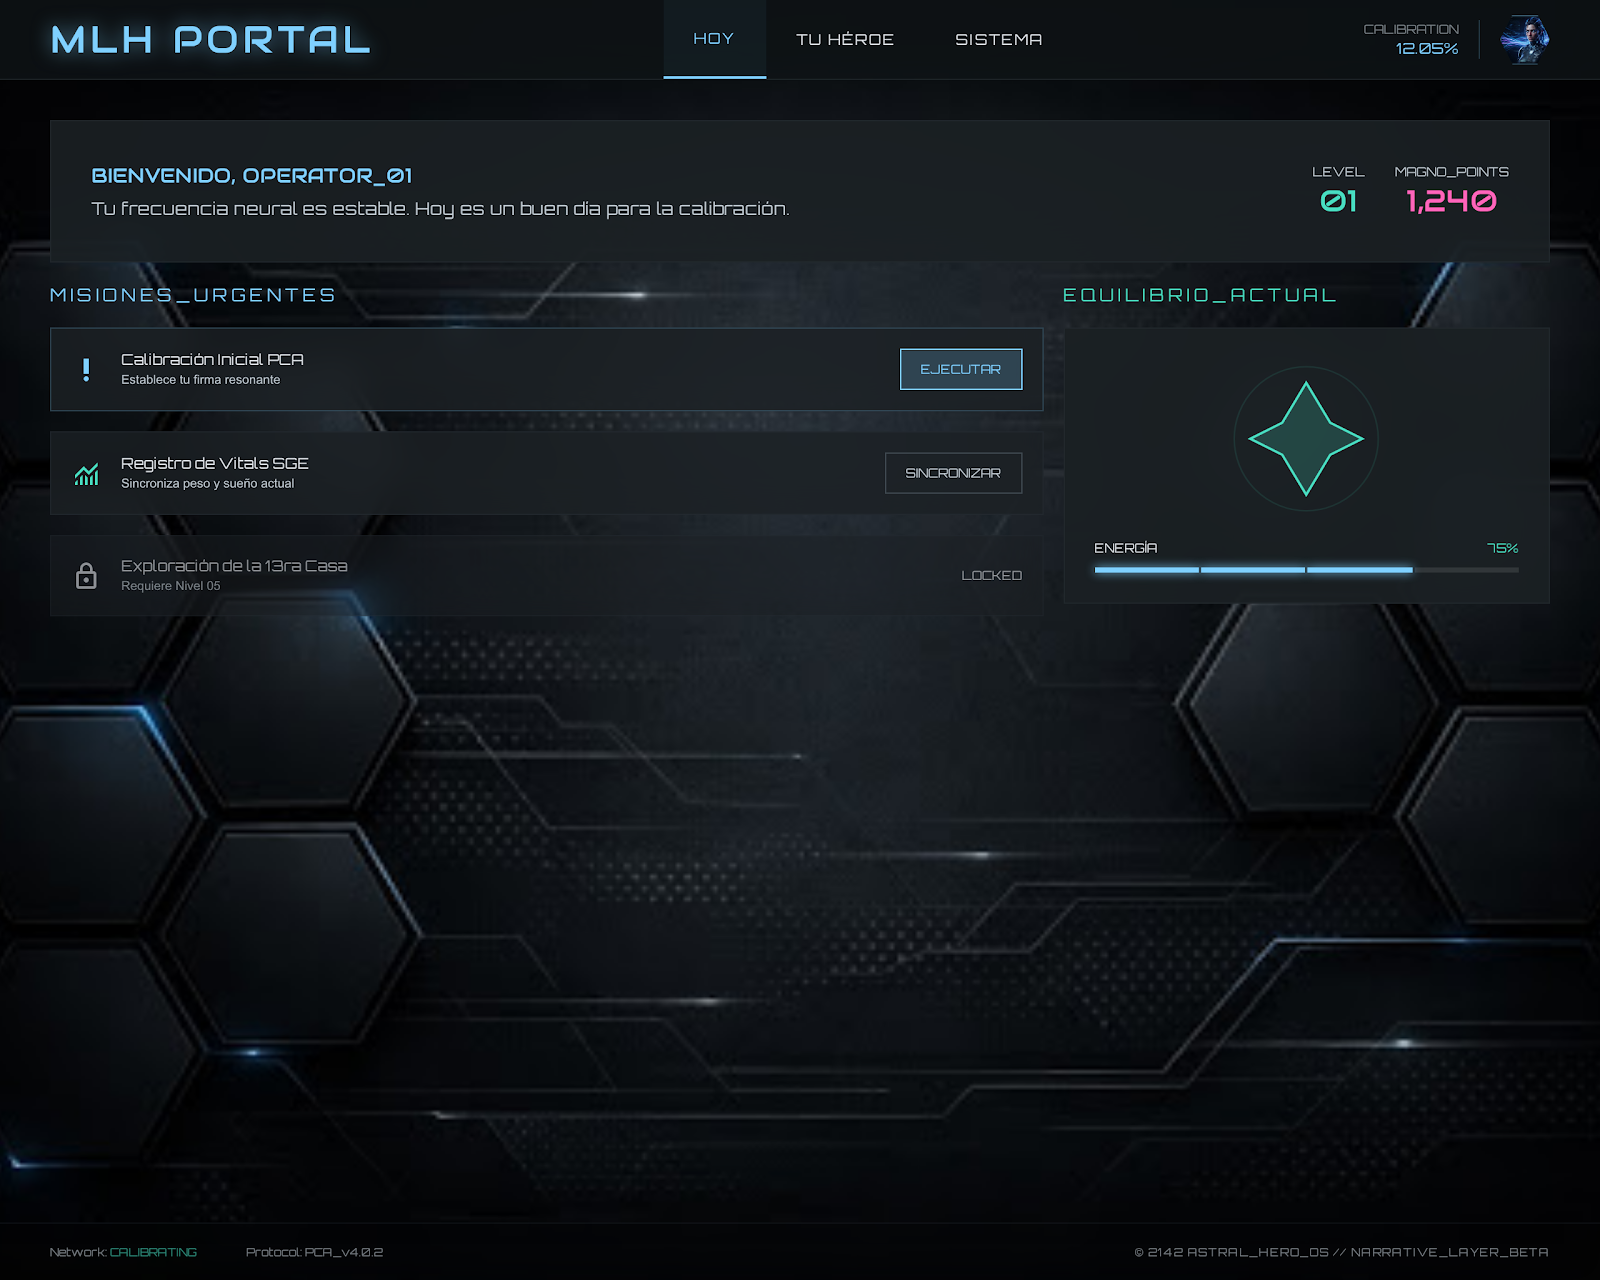 MLH PORTAL
HOY
TU HÉROE
SISTEMA
CALIBRATION
12.05%
BIENVENIDO, OPERATOR_01
Tu frecuencia neural es estable. Hoy es un buen día para la calibración.
LEVEL
01
MAGNO_POINTS
1,240
MISIONES_URGENTES
Calibración Inicial PCA
Establece tu firma resonante
EJECUTAR
Registro de Vitals SGE
Sincroniza peso y sueño actual
SINCRONIZAR
Exploración de la 13ra Casa
Requiere Nivel 05
LOCKED
EQUILIBRIO_ACTUAL
ENERGÍA
75%
Network: CALIBRATING
Protocol: PCA_v4.0.2
© 2142 ASTRAL_HERO_OS // NARRATIVE_LAYER_BETA